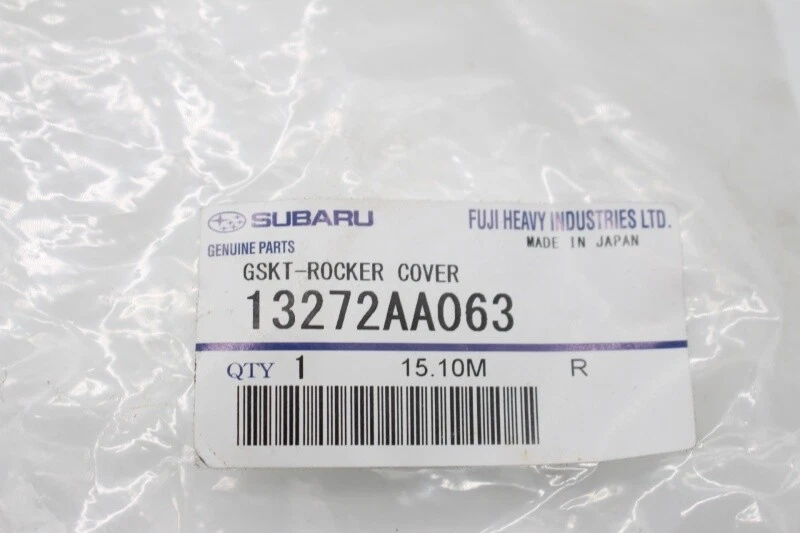 SUBARU FUJI HEAVY INDUSTRIES LTD.
GENUINE PARTS MADE IN JAPAN
GSKT-ROCKER COVER
13272AA063
QTY 1 15.10M R